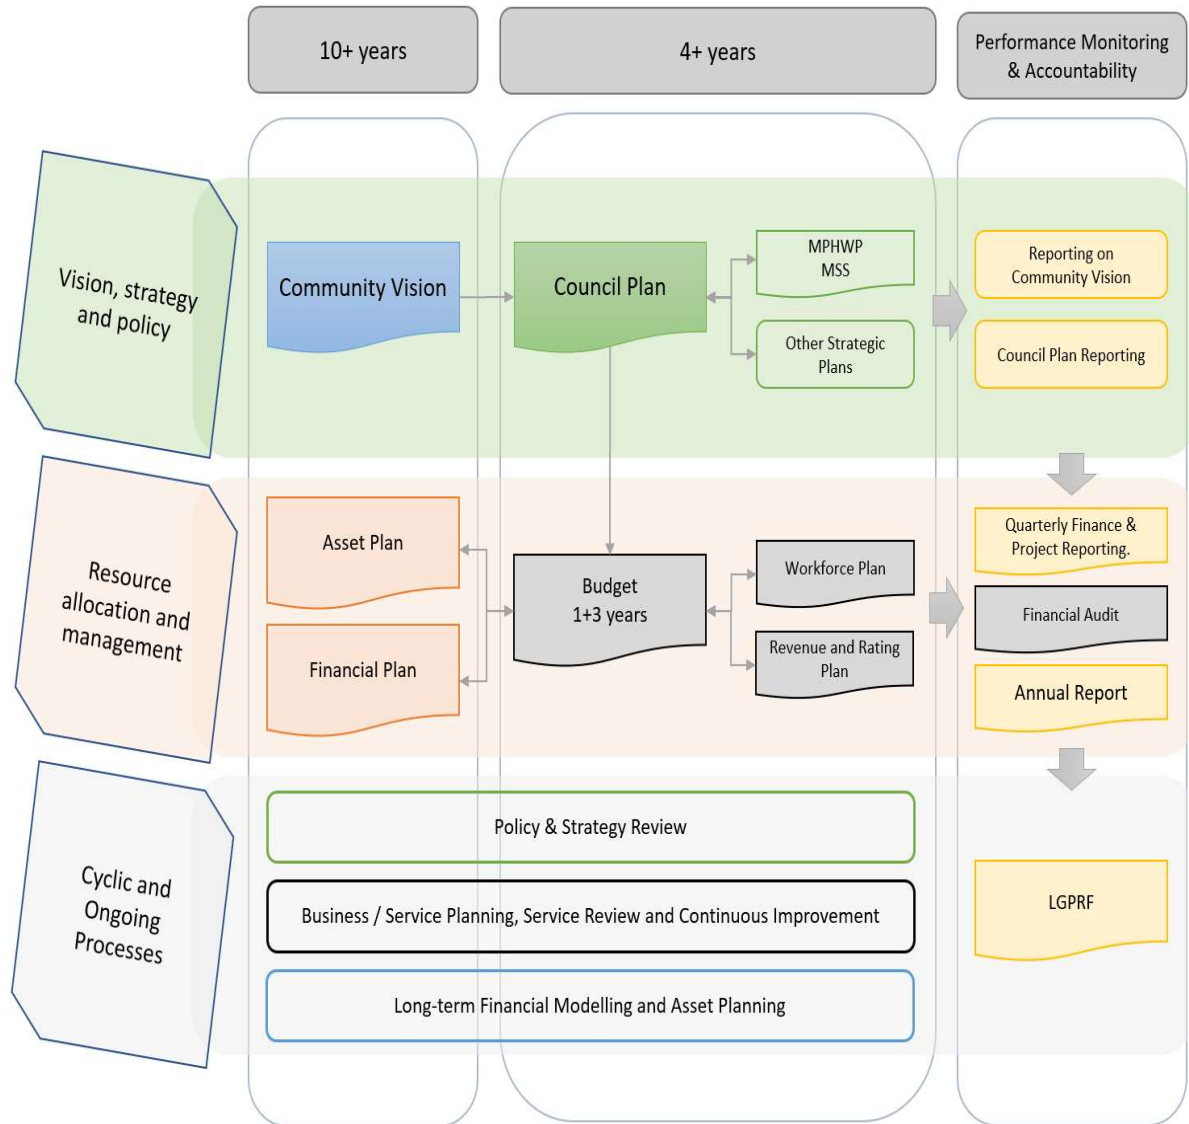 10+ years
4+ years
Performance Monitoring
& Accountability
Vision, strategy
and policy
Community Vision
Council Plan
MPHWP
MSS
Other Strategic
Plans
Reporting on
Community Vision
Council Plan Reporting
Resource
allocation and
management
Asset Plan
Financial Plan
Budget
1+3 years
Workforce Plan
Revenue and Rating
Plan
Quarterly Finance &
Project Reporting.
Financial Audit
Annual Report
Cyclic and
Ongoing
Processes
Policy & Strategy Review
Business / Service Planning, Service Review and Continuous Improvement
Long-term Financial Modelling and Asset Planning
LGPRF